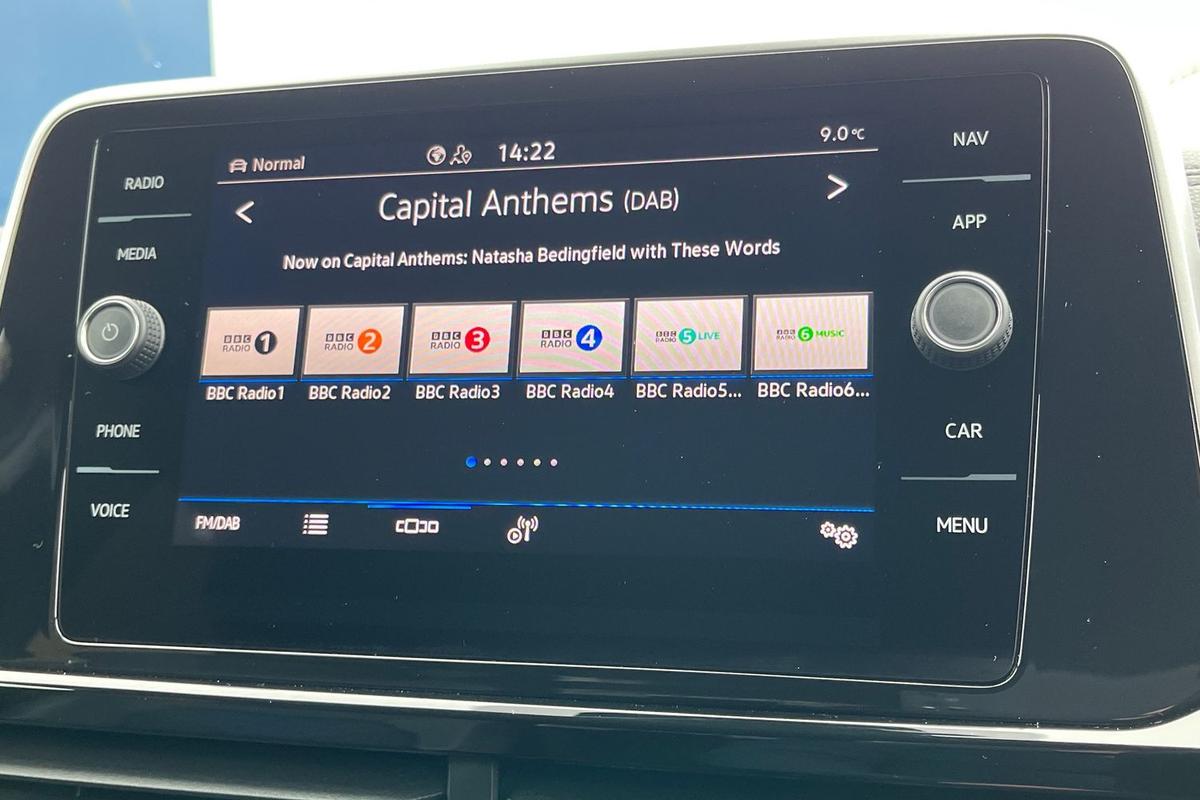 Normal 14:22 9.0°C
RADIO
MEDIA
PHONE
VOICE
< Capital Anthems (DAB) >
Now on Capital Anthems: Natasha Bedingfield with These Words
BBC RADIO 1
BBC RADIO 2
BBC RADIO 3
BBC RADIO 4
BBC RADIO 5 LIVE
BBC RADIO 6 MUSIC
BBC Radio1 BBC Radio2 BBC Radio3 BBC Radio4 BBC Radio5... BBC Radio6...
FM/DAB
NAV
APP
CAR
MENU